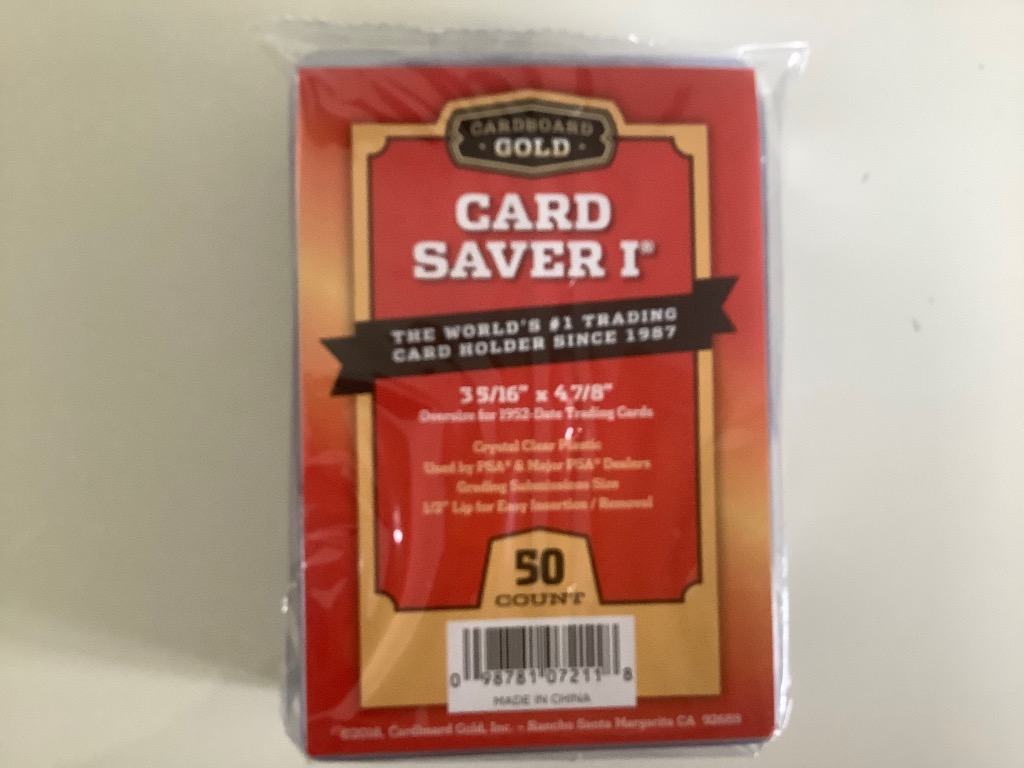 CARDBOARD
GOLD
CARD
SAVER I®
THE WORLD'S #1 TRADING
CARD HOLDER SINCE 1987
3 5/16" x 4 7/8"
Oversize for 1952-Date Trading Cards
Crystal Clear Plastic
Used by PSA® & Major PSA® Dealers
Grading Submissions Size
1/2" Lip for Easy Insertion / Removal
50
COUNT
0 98781 07211 8
MADE IN CHINA
©2018, Cardboard Gold, Inc. - Rancho Santa Margarita CA 92688